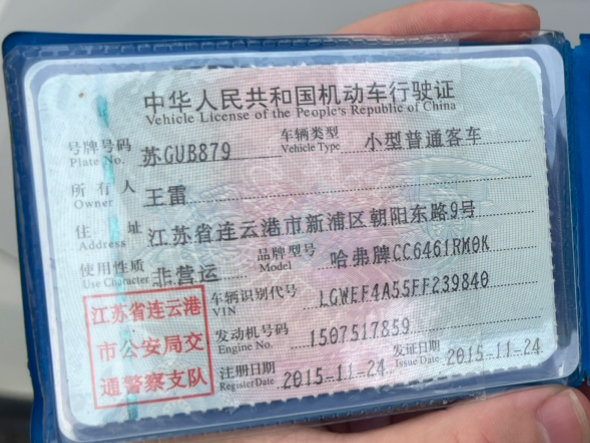 中华人民共和国机动车行驶证
Vehicle License of the People's Republic of China
号牌号码 苏GUB879 车辆类型 小型普通客车
Plate No. Vehicle Type
所有人 王雷
Owner
住址 江苏省连云港市新浦区朝阳东路9号
Address
使用性质 非营运 品牌型号 哈弗牌CC6461RM0K
Use Character Model
江苏省连云港
市公安局交
通警察支队
车辆识别代号 LGWEF4A55FF239840
VIN
发动机号码 1507517859
Engine No.
注册日期 2015-11-24 发证日期 2015-11-24
Register Date Issue Date